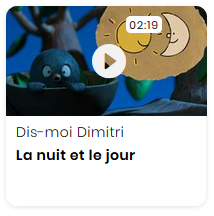 02:19
Dis-moi Dimitri
La nuit et le jour